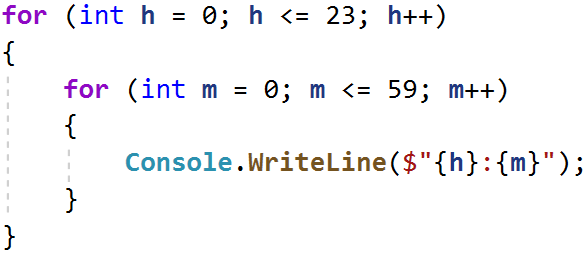 for (int h = 0; h <= 23; h++)
{
    for (int m = 0; m <= 59; m++)
    {
        Console.WriteLine($"{h}:{m}");
    }
}